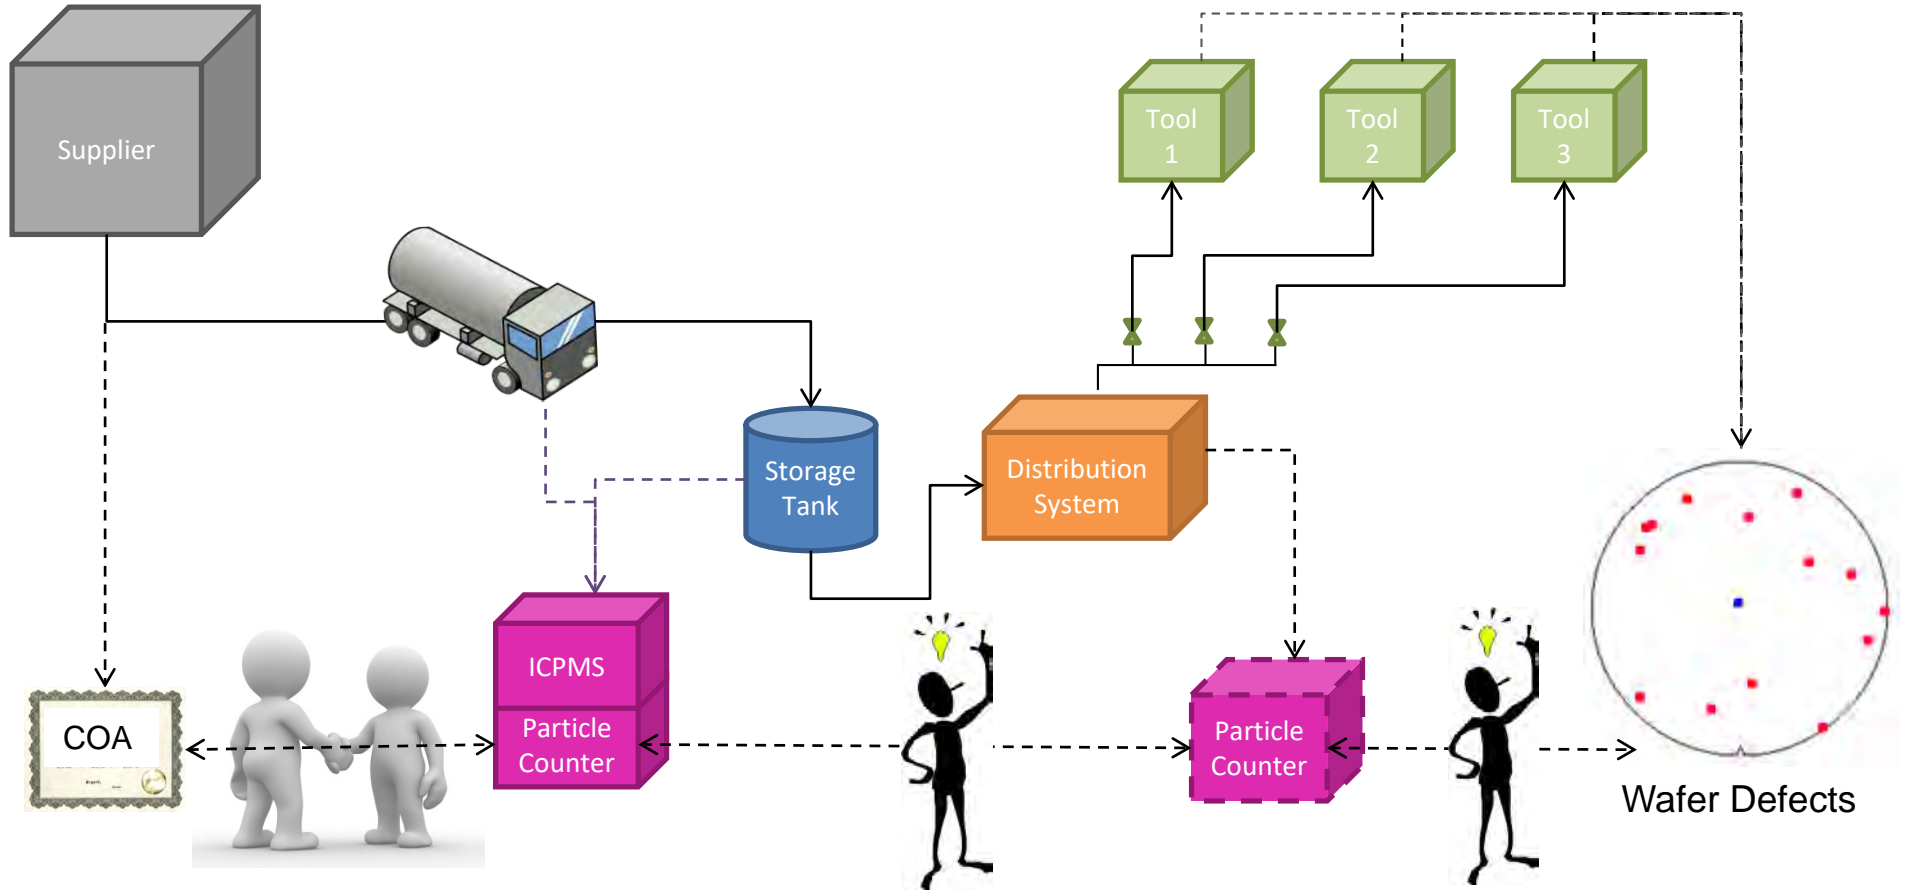 Supplier
Tool
1
Tool
2
Tool
3
Storage
Tank
Distribution
System
ICPMS
Particle
Counter
COA
Particle
Counter
Wafer Defects